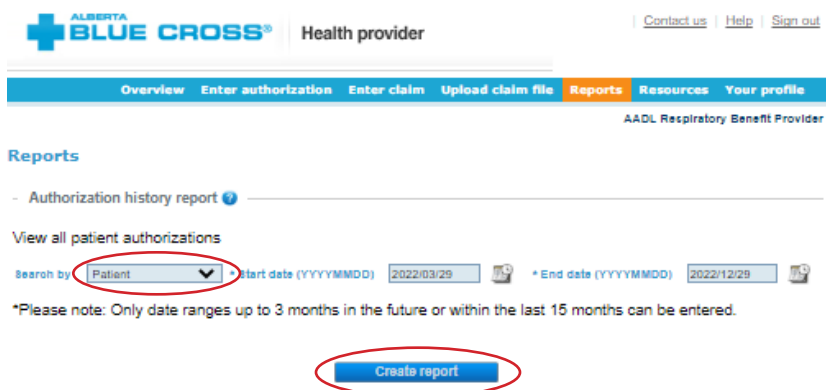 ALBERTA
BLUE CROSS® Health provider
Contact us | Help | Sign out
Overview Enter authorization Enter claim Upload claim file Reports Resources Your profile
AADL Respiratory Benefit Provider
Reports
- Authorization history report ?
View all patient authorizations
Search by Patient * Start date (YYYYMMDD) 2022/03/29 * End date (YYYYMMDD) 2022/12/29
*Please note: Only date ranges up to 3 months in the future or within the last 15 months can be entered.
Create report